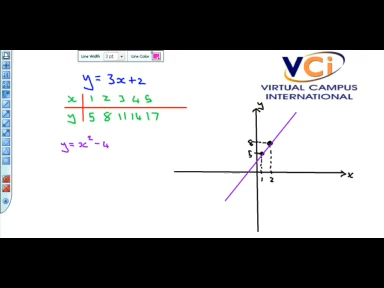 Line Width: 3 pt Line Color:
VCi
VIRTUAL CAMPUS
INTERNATIONAL
y = 3x + 2
x 1 2 3 4 5
y 5 8 11 14 17
y = x² - 4
y
8
5
1 2
x